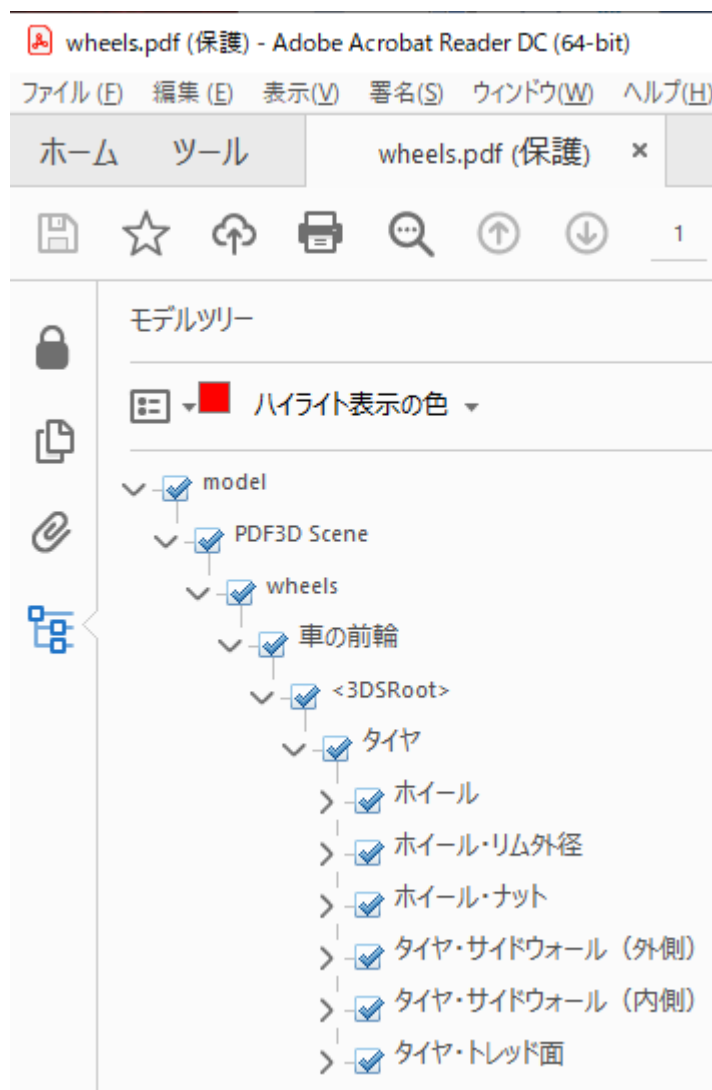 wheels.pdf (保護) - Adobe Acrobat Reader DC (64-bit)
ファイル(F) 編集(E) 表示(V) 署名(S) ウィンドウ(W) ヘルプ(H)
ホーム ツール wheels.pdf (保護) ×
1
モデルツリー
ハイライト表示の色
model
PDF3D Scene
wheels
車の前輪
<3DSRoot>
タイヤ
ホイール
ホイール・リム外径
ホイール・ナット
タイヤ・サイドウォール（外側）
タイヤ・サイドウォール（内側）
タイヤ・トレッド面